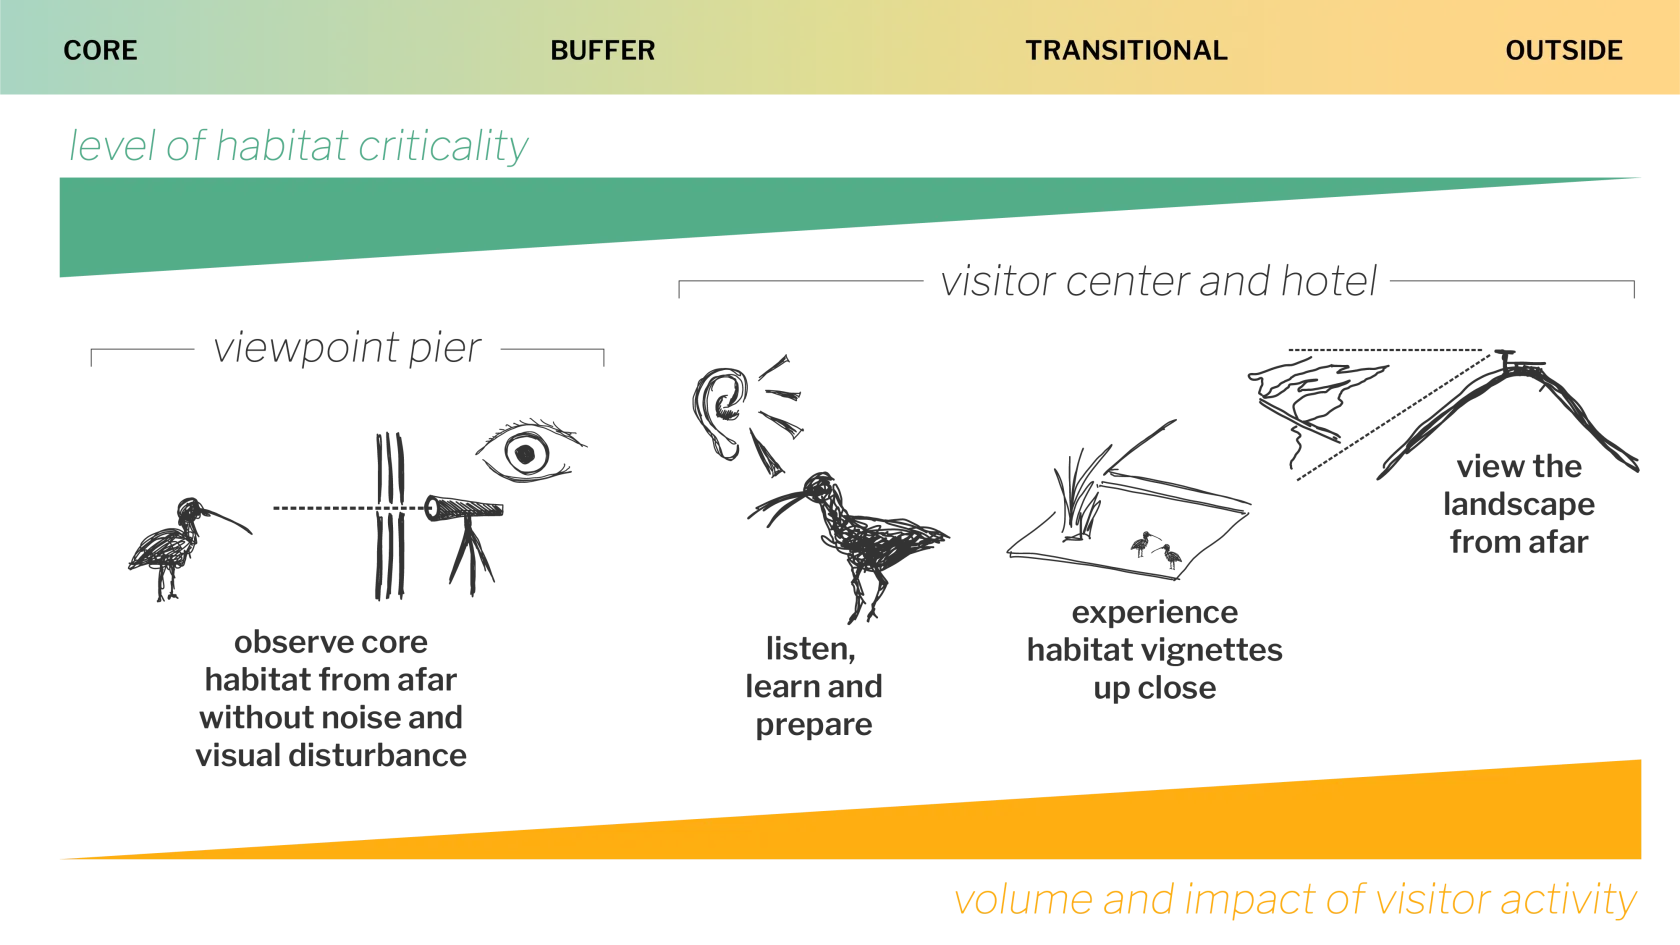 CORE BUFFER TRANSITIONAL OUTSIDE
level of habitat criticality
visitor center and hotel
viewpoint pier
observe core
habitat from afar
without noise and
visual disturbance
listen,
learn and
prepare
experience
habitat vignettes
up close
view the
landscape
from afar
volume and impact of visitor activity